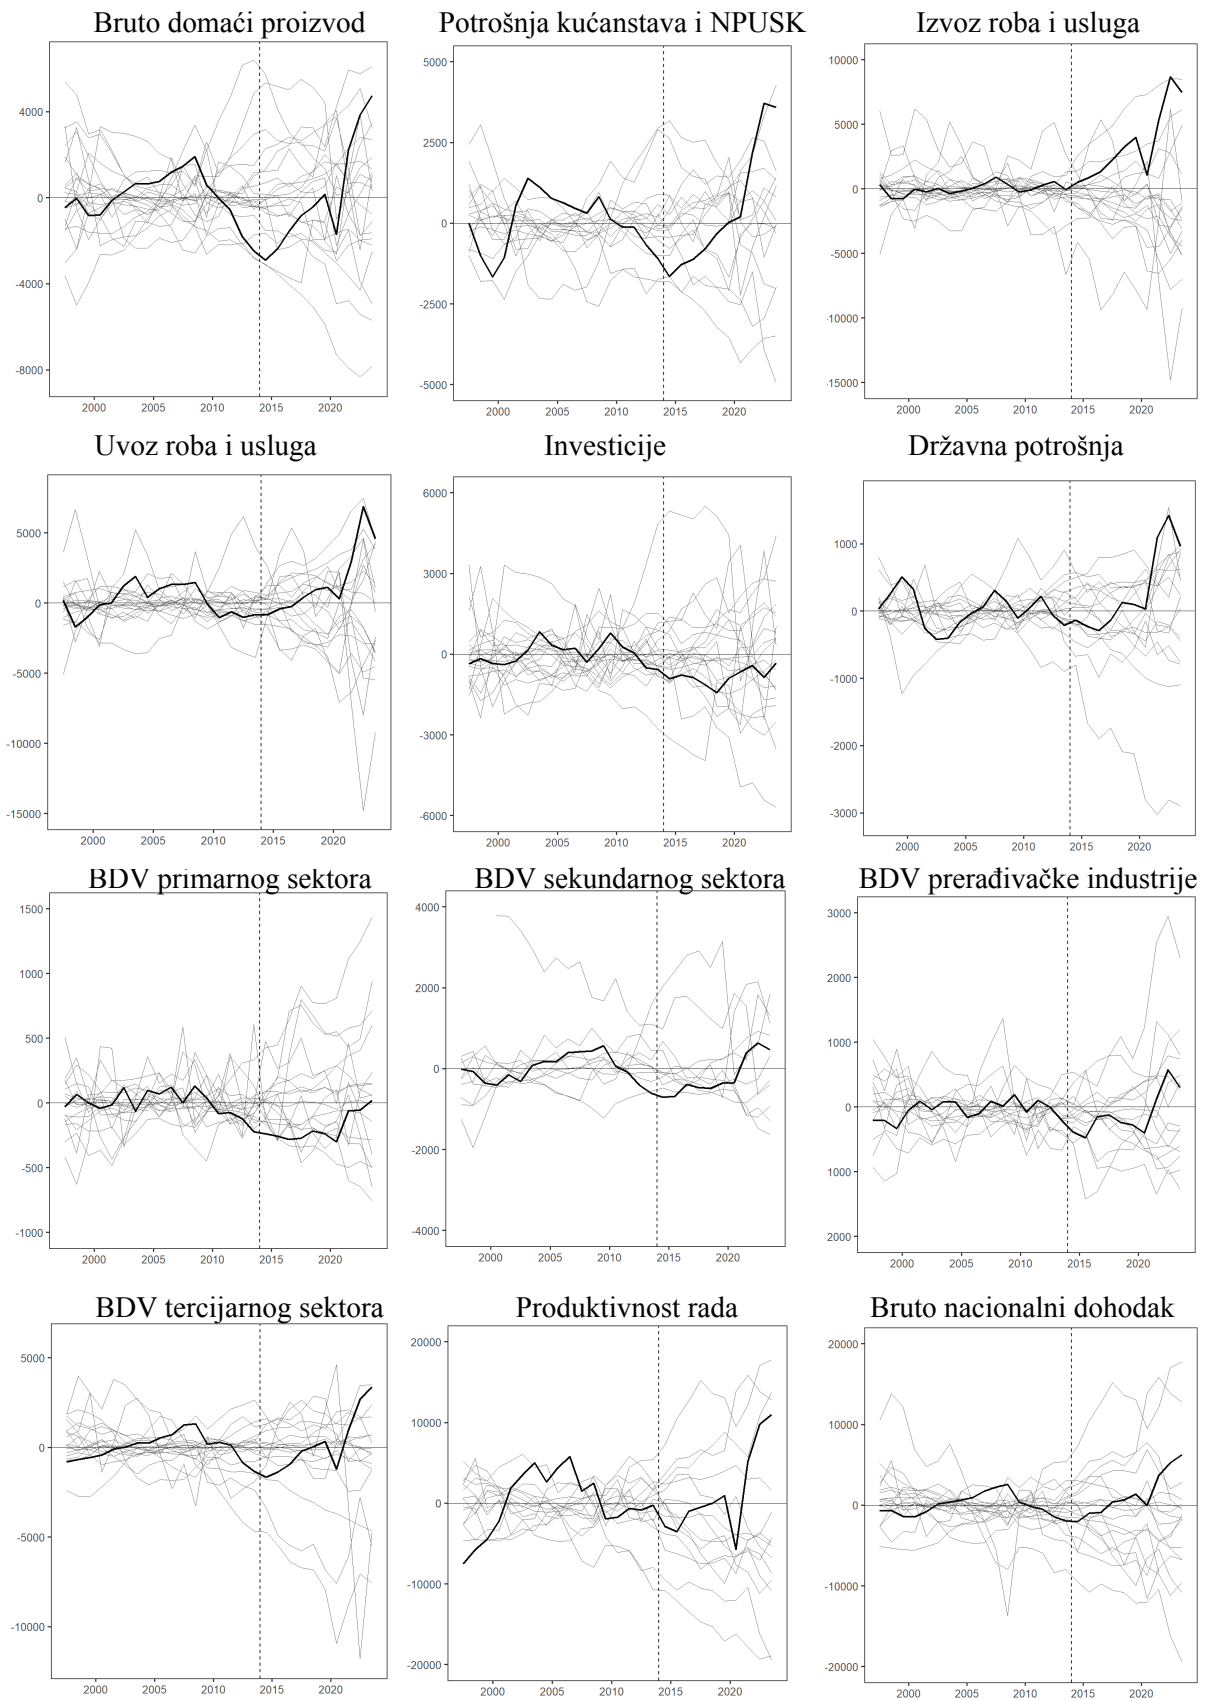 Bruto domaći proizvod
4000
0
-4000
-8000
2000 2005 2010 2015 2020
Potrošnja kućanstava i NPUSK
5000
2500
0
-2500
-5000
2000 2005 2010 2015 2020
Izvoz roba i usluga
10000
5000
0
-5000
-10000
-15000
2000 2005 2010 2015 2020
Uvoz roba i usluga
5000
0
-5000
-10000
-15000
2000 2005 2010 2015 2020
Investicije
6000
3000
0
-3000
-6000
2000 2005 2010 2015 2020
Državna potrošnja
1000
0
-1000
-2000
-3000
2000 2005 2010 2015 2020
BDV primarnog sektora
1500
1000
500
0
-500
-1000
2000 2005 2010 2015 2020
BDV sekundarnog sektora
4000
2000
0
-2000
-4000
2000 2005 2010 2015 2020
BDV prerađivačke industrije
3000
2000
1000
0
1000
2000
2000 2005 2010 2015 2020
BDV tercijarnog sektora
5000
0
-5000
-10000
2000 2005 2010 2015 2020
Produktivnost rada
20000
10000
0
-10000
-20000
2000 2005 2010 2015 2020
Bruto nacionalni dohodak
20000
10000
0
-10000
-20000
2000 2005 2010 2015 2020